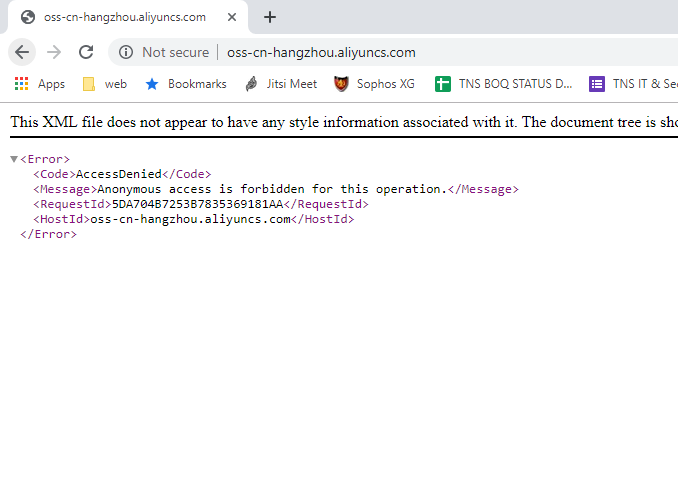 oss-cn-hangzhou.aliyuncs.com
Not secure oss-cn-hangzhou.aliyuncs.com
Apps web Bookmarks Jitsi Meet Sophos XG TNS BOQ STATUS D... TNS IT & Sec
This XML file does not appear to have any style information associated with it. The document tree is sho
<Error>
<Code>AccessDenied</Code>
<Message>Anonymous access is forbidden for this operation.</Message>
<RequestId>5DA704B7253B7835369181AA</RequestId>
<HostId>oss-cn-hangzhou.aliyuncs.com</HostId>
</Error>